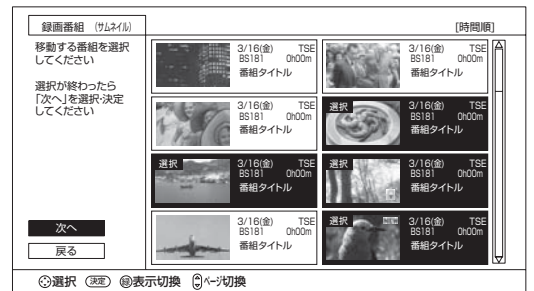 録画番組 (サムネイル)
[時間順]
移動する番組を選択
してください
選択が終わったら
「次へ」を選択・決定
してください
次へ
戻る
3/16(金) TSE
BS181 0h00m
番組タイトル
3/16(金) TSE
BS181 0h00m
番組タイトル
3/16(金) TSE
BS181 0h00m
番組タイトル
選択
3/16(金) TSE
BS181 0h00m
番組タイトル
選択
3/16(金) TSE
BS181 0h00m
番組タイトル
選択
3/16(金) TSE
BS181 0h00m
番組タイトル
3/16(金) TSE
BS181 0h00m
番組タイトル
選択 NEW
3/16(金) TSE
BS181 0h00m
番組タイトル
選択 決定 緑表示切換 ページ切換